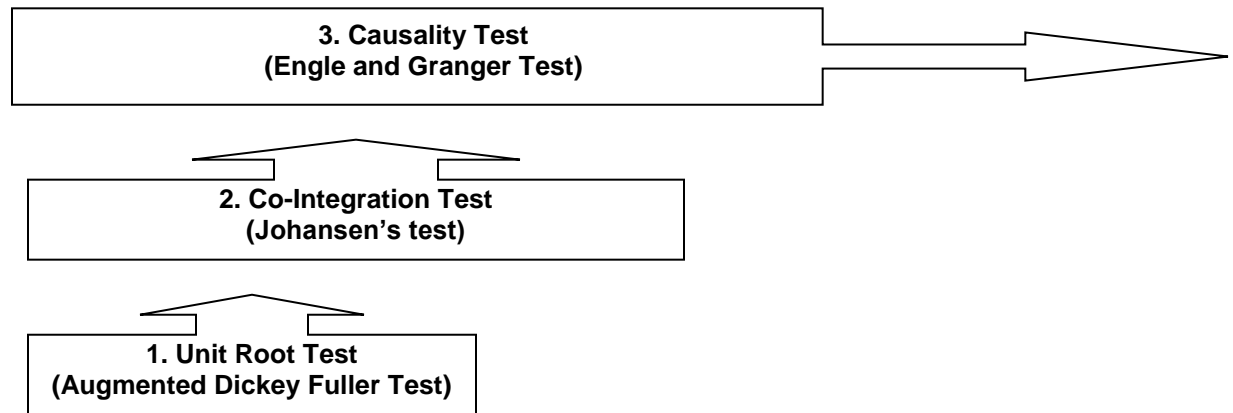 3. Causality Test
(Engle and Granger Test)
2. Co-Integration Test
(Johansen’s test)
1. Unit Root Test
(Augmented Dickey Fuller Test)